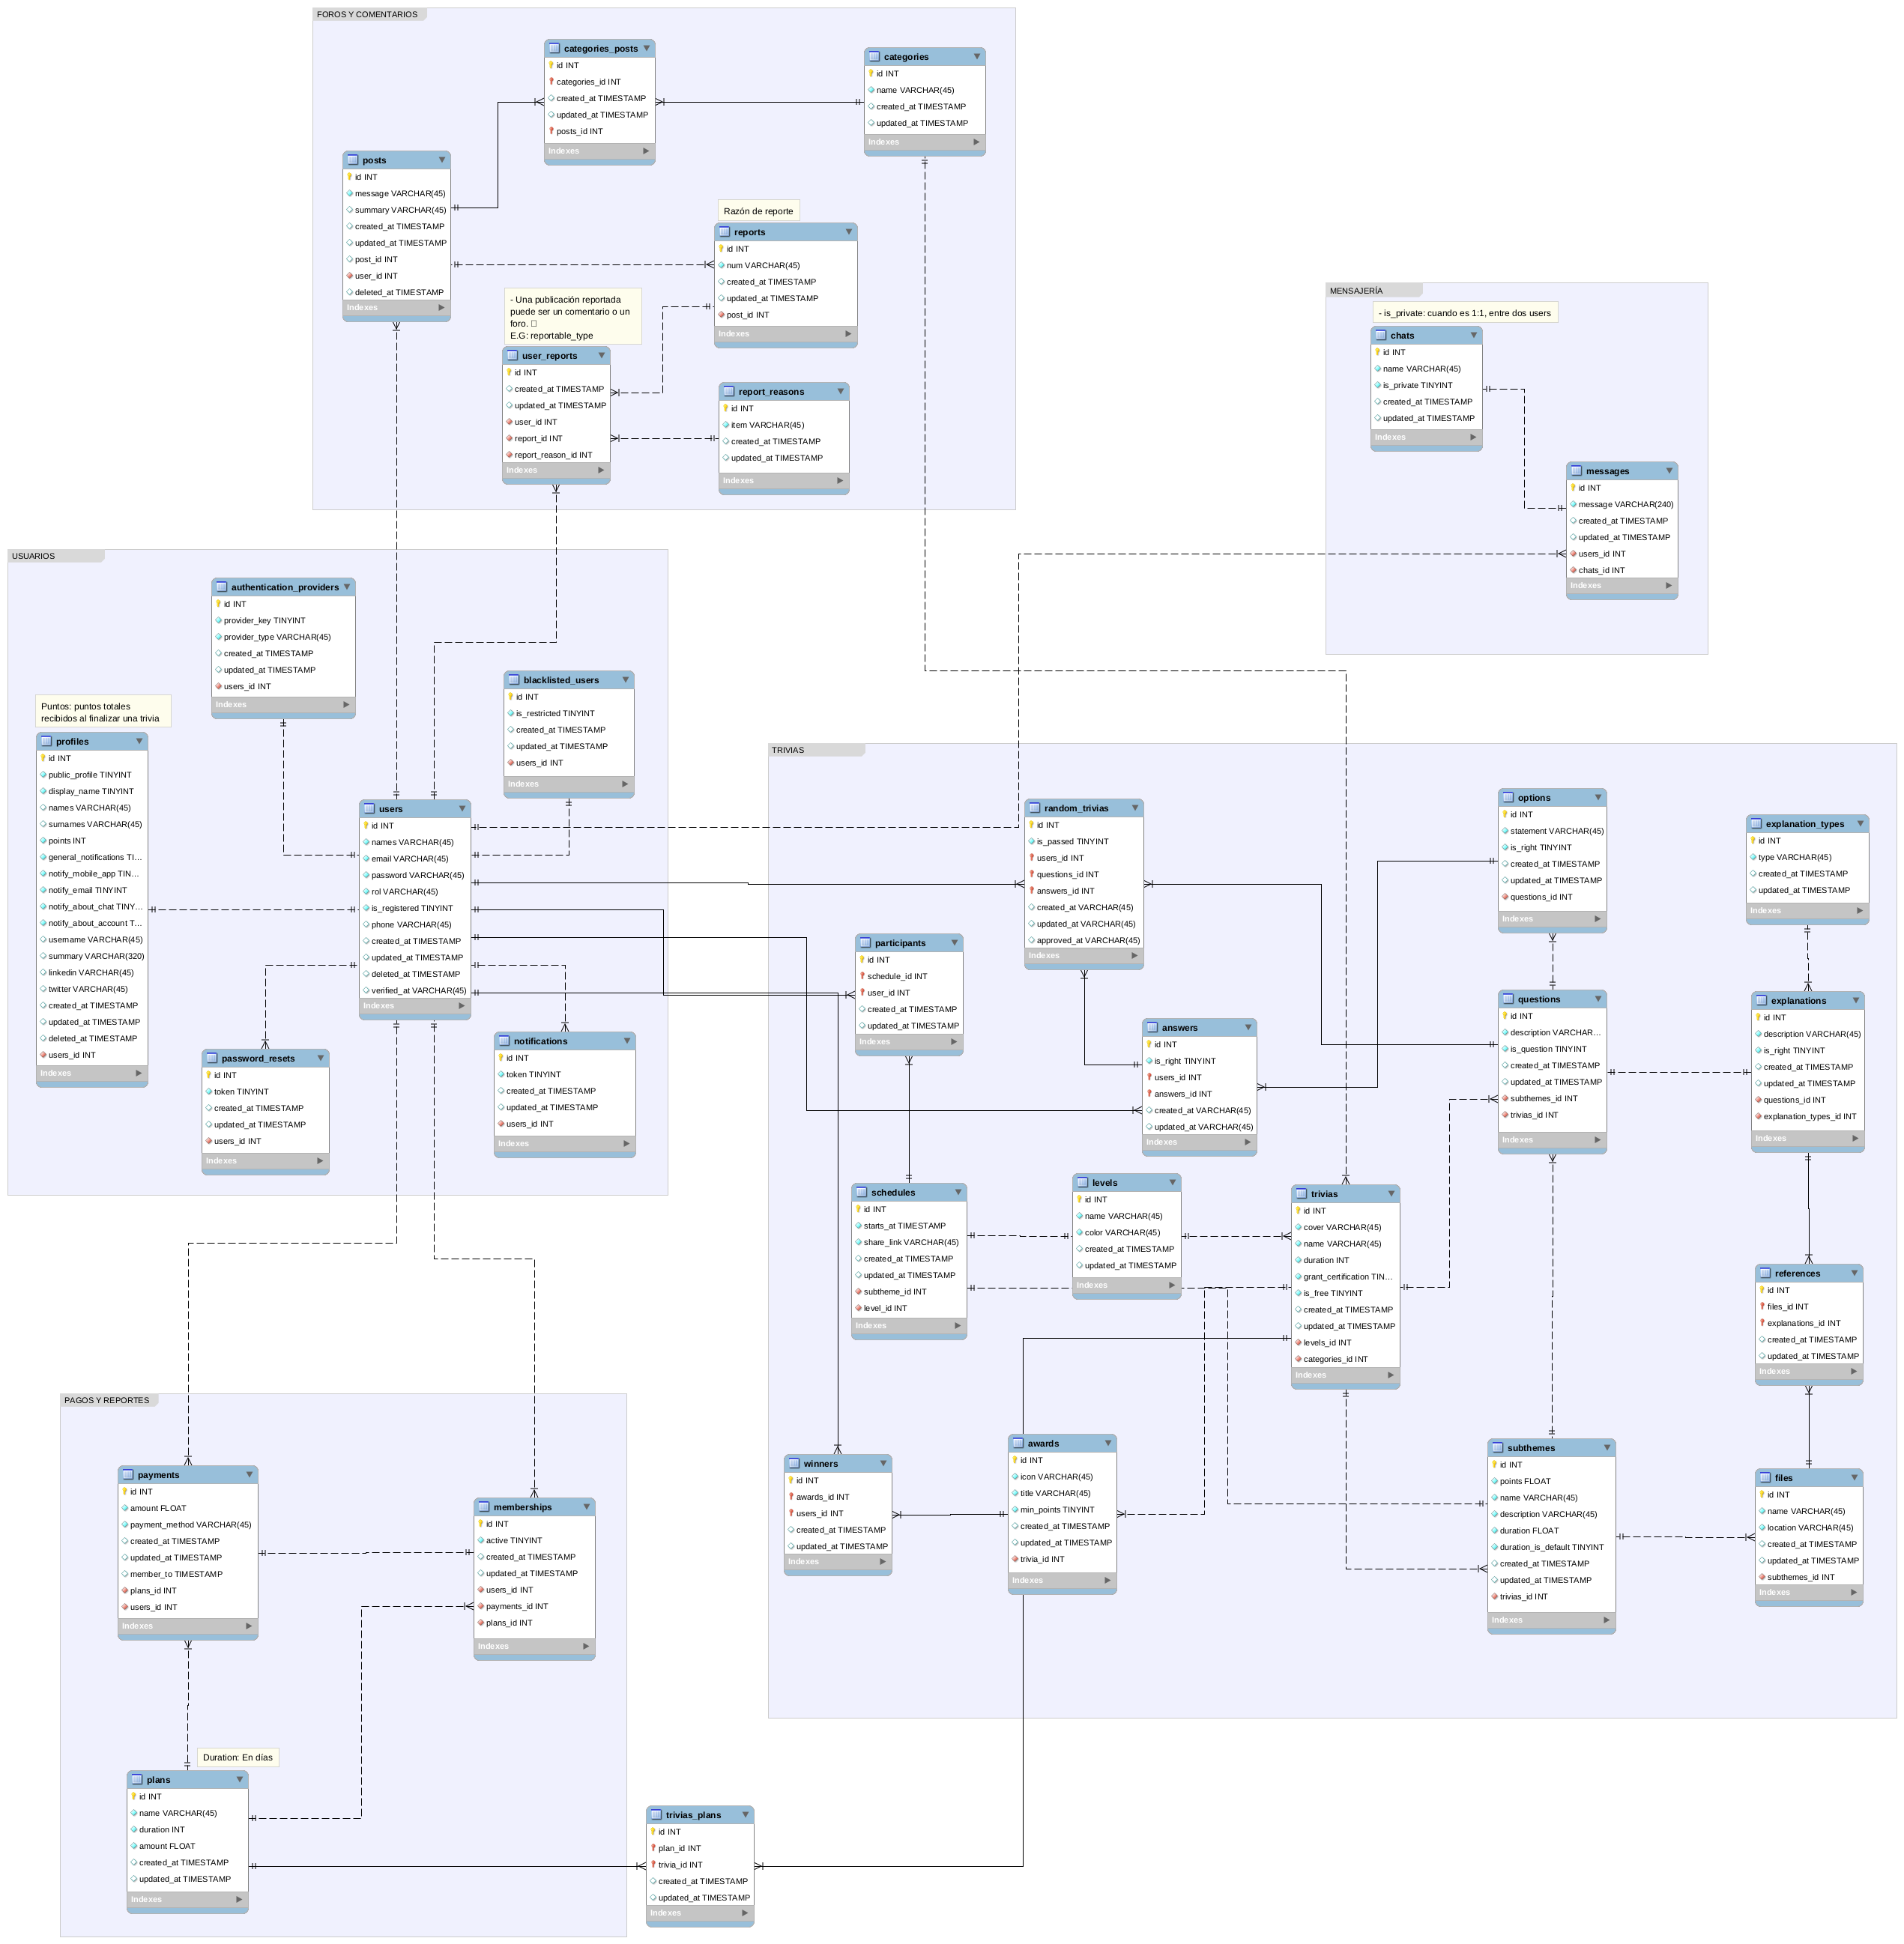 FOROS Y COMENTARIOS
categories_posts
id INT
categories_id INT
created_at TIMESTAMP
updated_at TIMESTAMP
posts_id INT
Indexes
categories
id INT
name VARCHAR(45)
created_at TIMESTAMP
updated_at TIMESTAMP
Indexes
posts
id INT
message VARCHAR(45)
summary VARCHAR(45)
created_at TIMESTAMP
updated_at TIMESTAMP
post_id INT
user_id INT
deleted_at TIMESTAMP
Indexes
Razón de reporte
reports
id INT
num VARCHAR(45)
created_at TIMESTAMP
updated_at TIMESTAMP
post_id INT
Indexes
- Una publicación reportada
puede ser un comentario o un
foro.
E.G: reportable_type
user_reports
id INT
created_at TIMESTAMP
updated_at TIMESTAMP
user_id INT
report_id INT
report_reason_id INT
Indexes
report_reasons
id INT
item VARCHAR(45)
created_at TIMESTAMP
updated_at TIMESTAMP
Indexes
MENSAJERÍA
- is_private: cuando es 1:1, entre dos users
chats
id INT
name VARCHAR(45)
is_private TINYINT
created_at TIMESTAMP
updated_at TIMESTAMP
Indexes
messages
id INT
message VARCHAR(240)
created_at TIMESTAMP
updated_at TIMESTAMP
users_id INT
chats_id INT
Indexes
USUARIOS
authentication_providers
id INT
provider_key TINYINT
provider_type VARCHAR(45)
created_at TIMESTAMP
updated_at TIMESTAMP
users_id INT
Indexes
blacklisted_users
id INT
is_restricted TINYINT
created_at TIMESTAMP
updated_at TIMESTAMP
users_id INT
Indexes
Puntos: puntos totales
recibidos al finalizar una trivia
profiles
id INT
public_profile TINYINT
display_name TINYINT
names VARCHAR(45)
surnames VARCHAR(45)
points INT
general_notifications TI...
notify_mobile_app TIN...
notify_email TINYINT
notify_about_chat TINY...
notify_about_account T...
username VARCHAR(45)
summary VARCHAR(320)
linkedin VARCHAR(45)
twitter VARCHAR(45)
created_at TIMESTAMP
updated_at TIMESTAMP
deleted_at TIMESTAMP
users_id INT
Indexes
users
id INT
names VARCHAR(45)
email VARCHAR(45)
password VARCHAR(45)
rol VARCHAR(45)
is_registered TINYINT
phone VARCHAR(45)
created_at TIMESTAMP
updated_at TIMESTAMP
deleted_at TIMESTAMP
verified_at VARCHAR(45)
Indexes
password_resets
id INT
token TINYINT
created_at TIMESTAMP
updated_at TIMESTAMP
users_id INT
Indexes
notifications
id INT
token TINYINT
created_at TIMESTAMP
updated_at TIMESTAMP
users_id INT
Indexes
TRIVIAS
random_trivias
id INT
is_passed TINYINT
users_id INT
questions_id INT
answers_id INT
created_at VARCHAR(45)
updated_at VARCHAR(45)
approved_at VARCHAR(45)
Indexes
options
id INT
statement VARCHAR(45)
is_right TINYINT
created_at TIMESTAMP
updated_at TIMESTAMP
questions_id INT
Indexes
explanation_types
id INT
type VARCHAR(45)
created_at TIMESTAMP
updated_at TIMESTAMP
Indexes
participants
id INT
schedule_id INT
user_id INT
created_at TIMESTAMP
updated_at TIMESTAMP
Indexes
answers
id INT
is_right TINYINT
users_id INT
answers_id INT
created_at VARCHAR(45)
updated_at VARCHAR(45)
Indexes
questions
id INT
description VARCHAR...
is_question TINYINT
created_at TIMESTAMP
updated_at TIMESTAMP
subthemes_id INT
trivias_id INT
Indexes
explanations
id INT
description VARCHAR(45)
is_right TINYINT
created_at TIMESTAMP
updated_at TIMESTAMP
questions_id INT
explanation_types_id INT
Indexes
schedules
id INT
starts_at TIMESTAMP
share_link VARCHAR(45)
created_at TIMESTAMP
updated_at TIMESTAMP
subtheme_id INT
level_id INT
Indexes
levels
id INT
name VARCHAR(45)
color VARCHAR(45)
created_at TIMESTAMP
updated_at TIMESTAMP
Indexes
trivias
id INT
cover VARCHAR(45)
name VARCHAR(45)
duration INT
grant_certification TIN...
is_free TINYINT
created_at TIMESTAMP
updated_at TIMESTAMP
levels_id INT
categories_id INT
Indexes
references
id INT
files_id INT
explanations_id INT
created_at TIMESTAMP
updated_at TIMESTAMP
Indexes
winners
id INT
awards_id INT
users_id INT
created_at TIMESTAMP
updated_at TIMESTAMP
Indexes
awards
id INT
icon VARCHAR(45)
title VARCHAR(45)
min_points TINYINT
created_at TIMESTAMP
updated_at TIMESTAMP
trivia_id INT
Indexes
subthemes
id INT
points FLOAT
name VARCHAR(45)
description VARCHAR(45)
duration FLOAT
duration_is_default TINYINT
created_at TIMESTAMP
updated_at TIMESTAMP
trivias_id INT
Indexes
files
id INT
name VARCHAR(45)
location VARCHAR(45)
created_at TIMESTAMP
updated_at TIMESTAMP
subthemes_id INT
Indexes
PAGOS Y REPORTES
payments
id INT
amount FLOAT
payment_method VARCHAR(45)
created_at TIMESTAMP
updated_at TIMESTAMP
member_to TIMESTAMP
plans_id INT
users_id INT
Indexes
memberships
id INT
active TINYINT
created_at TIMESTAMP
updated_at TIMESTAMP
users_id INT
payments_id INT
plans_id INT
Indexes
Duration: En días
plans
id INT
name VARCHAR(45)
duration INT
amount FLOAT
created_at TIMESTAMP
updated_at TIMESTAMP
Indexes
trivias_plans
id INT
plan_id INT
trivia_id INT
created_at TIMESTAMP
updated_at TIMESTAMP
Indexes